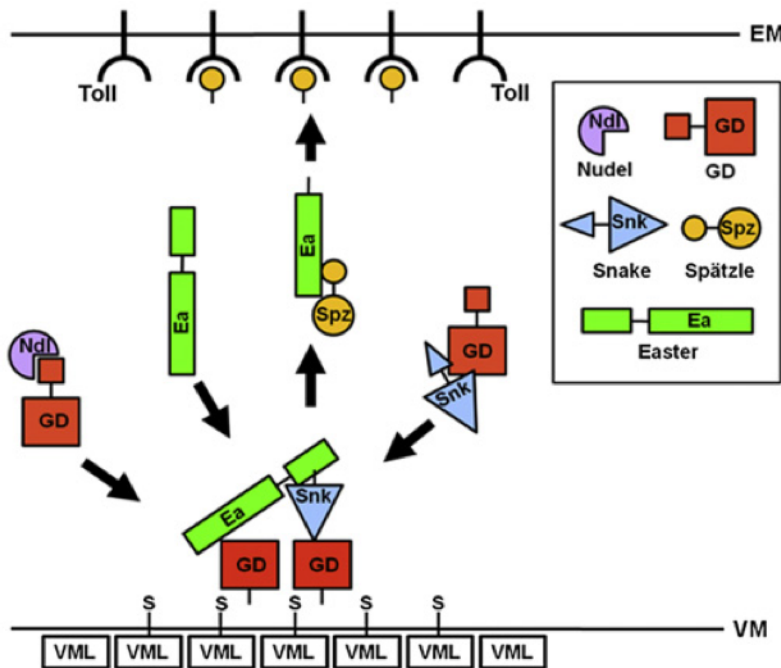 EM
Toll
Toll
Ndl
GD
Nudel
GD
Snk
Spz
Snake
Spätzle
Ea
Easter
Ea
Ea
Spz
Ndl
GD
GD
Snk
Snk
Ea
GD
GD
S S S S S
VM
VML VML VML VML VML VML VML